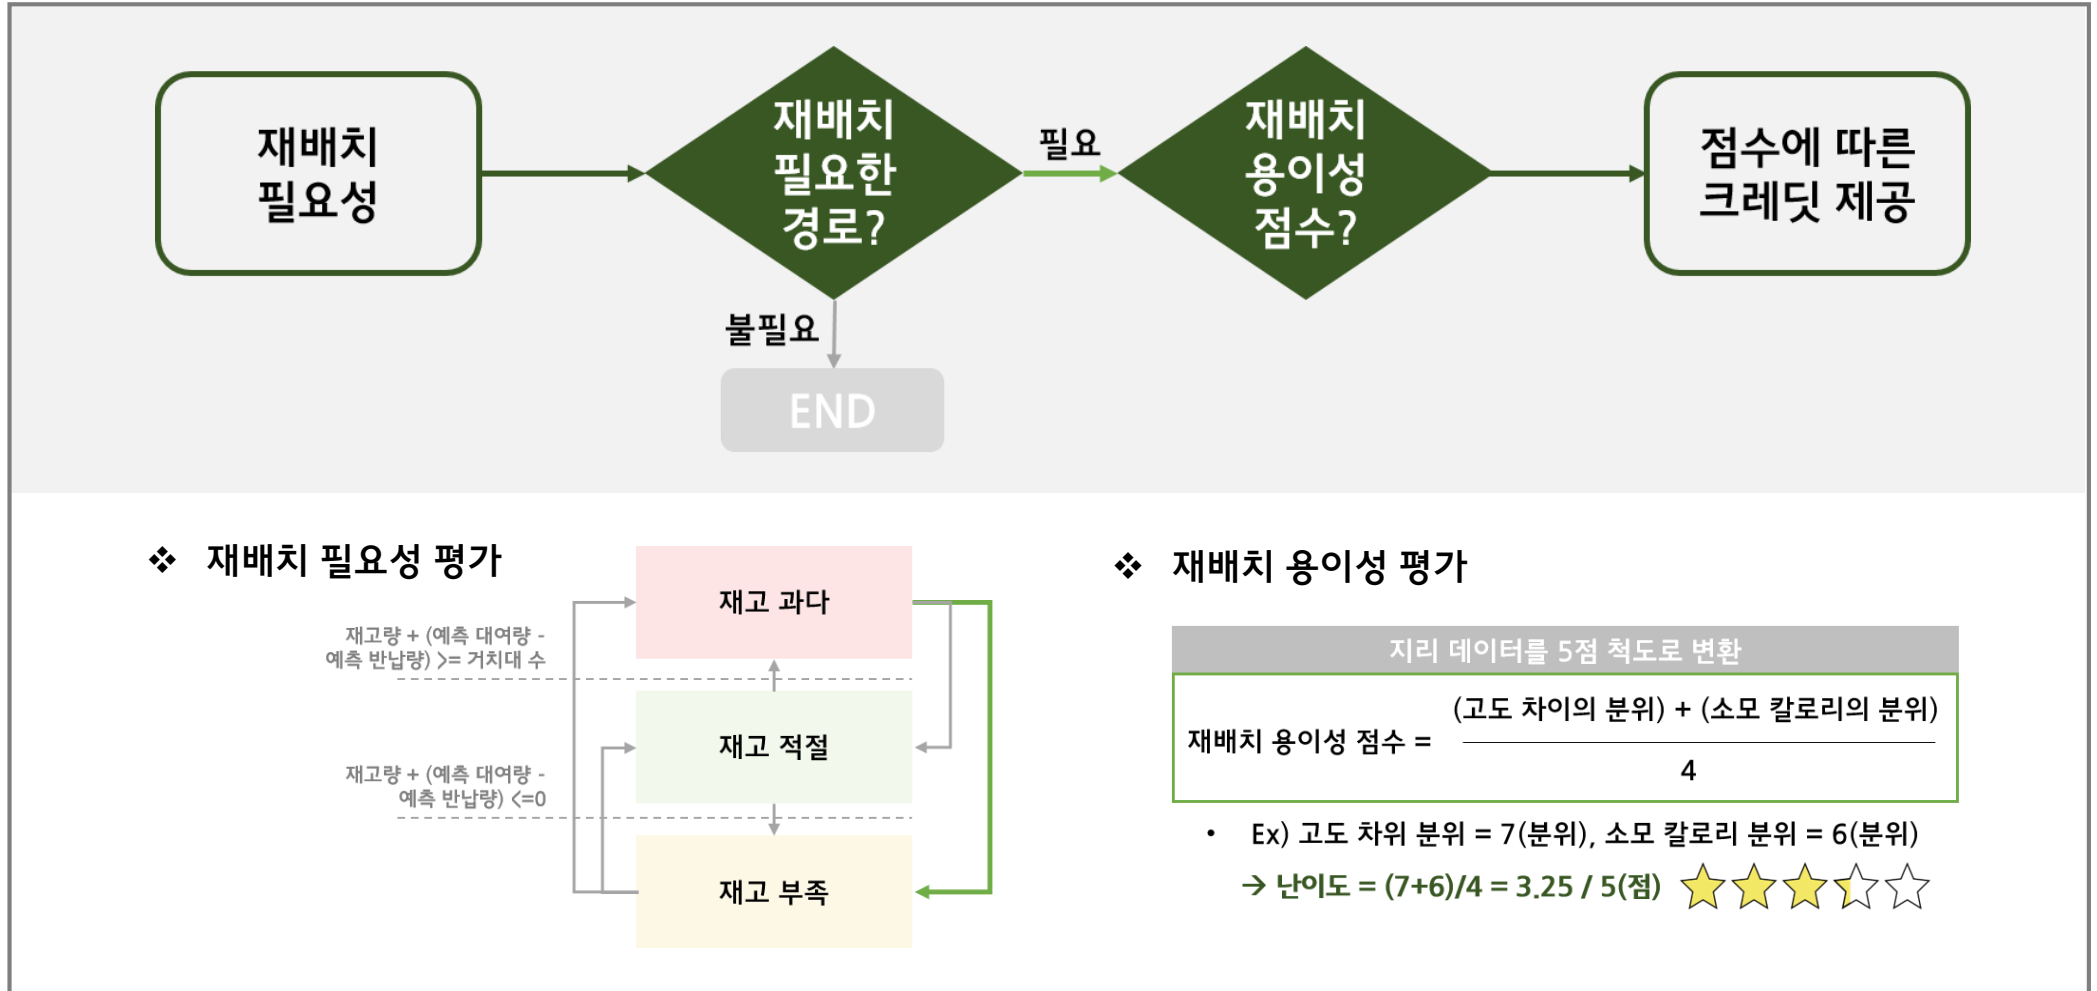 재배치
필요성
재배치
필요한
경로?
필요
재배치
용이성
점수?
점수에 따른
크레딧 제공
불필요
END
❖ 재배치 필요성 평가
재고 과다
재고량 + (예측 대여량 -
예측 반납량) >= 거치대 수
재고 적절
재고량 + (예측 대여량 -
예측 반납량) <=0
재고 부족
❖ 재배치 용이성 평가
지리 데이터를 5점 척도로 변환
(고도 차이의 분위) + (소모 칼로리의 분위)
재배치 용이성 점수 =
4
• Ex) 고도 차위 분위 = 7(분위), 소모 칼로리 분위 = 6(분위)
→ 난이도 = (7+6)/4 = 3.25 / 5(점)